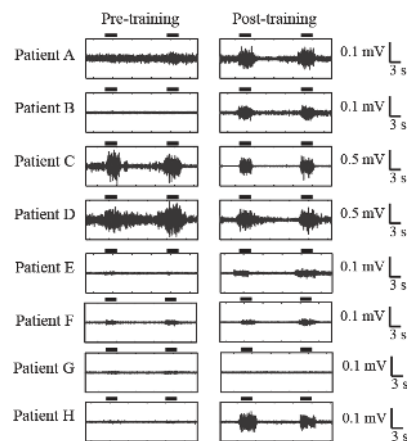 Pre-training Post-training
Patient A 0.1 mV
3 s
Patient B 0.1 mV
3 s
Patient C 0.5 mV
3 s
Patient D 0.5 mV
3 s
Patient E 0.1 mV
3 s
Patient F 0.1 mV
3 s
Patient G 0.1 mV
3 s
Patient H 0.1 mV
3 s